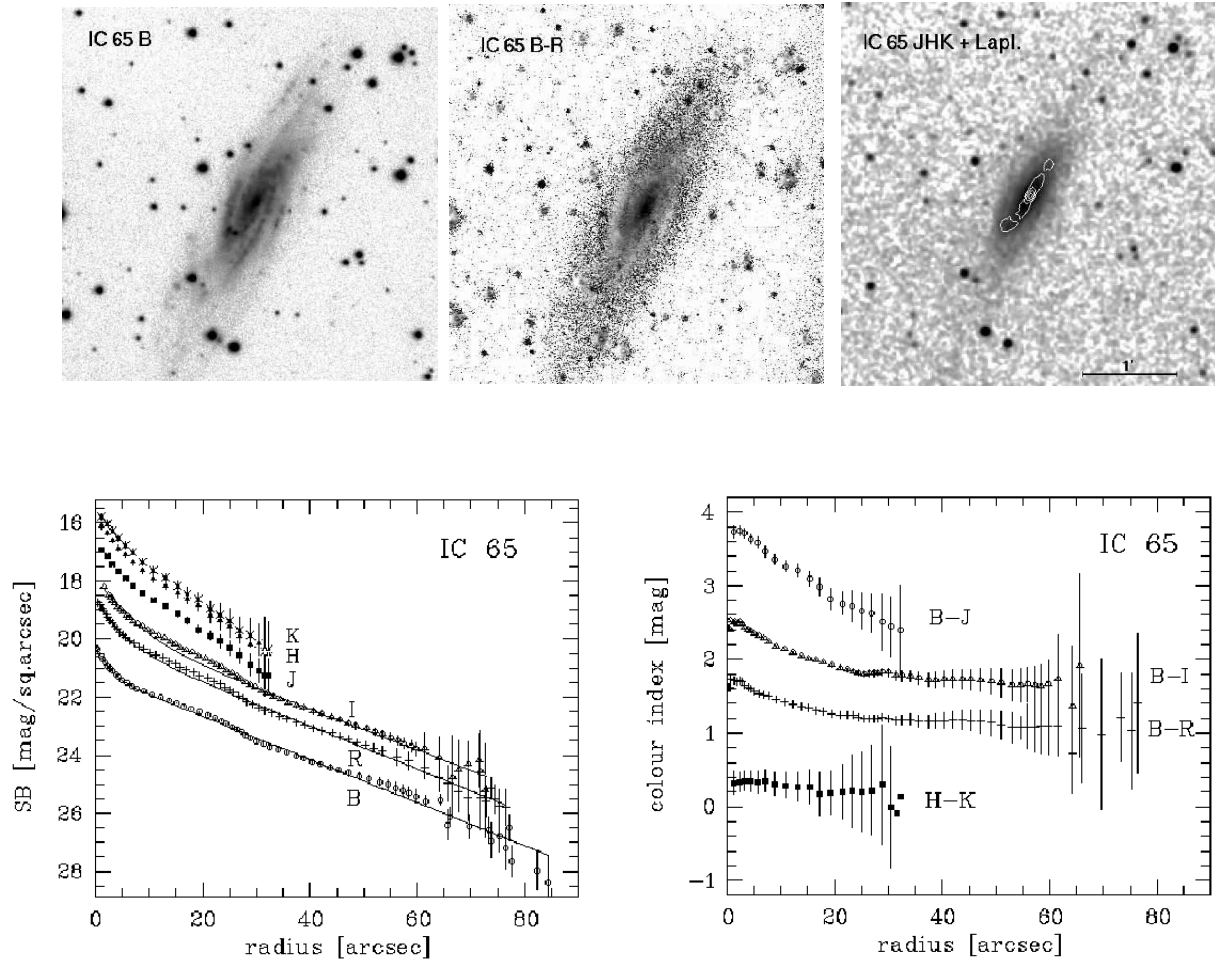 IC 65 B
IC 65 B-R
IC 65 JHK + Lapl.
1'
IC 65
SB [mag/sq.arcsec]
16
18
20
22
24
26
28
K
H
J
I
R
B
0
20
40
60
80
radius [arcsec]
IC 65
colour index [mag]
4
3
2
1
0
−1
B−J
B−I
B−R
H−K
0
20
40
60
80
radius [arcsec]